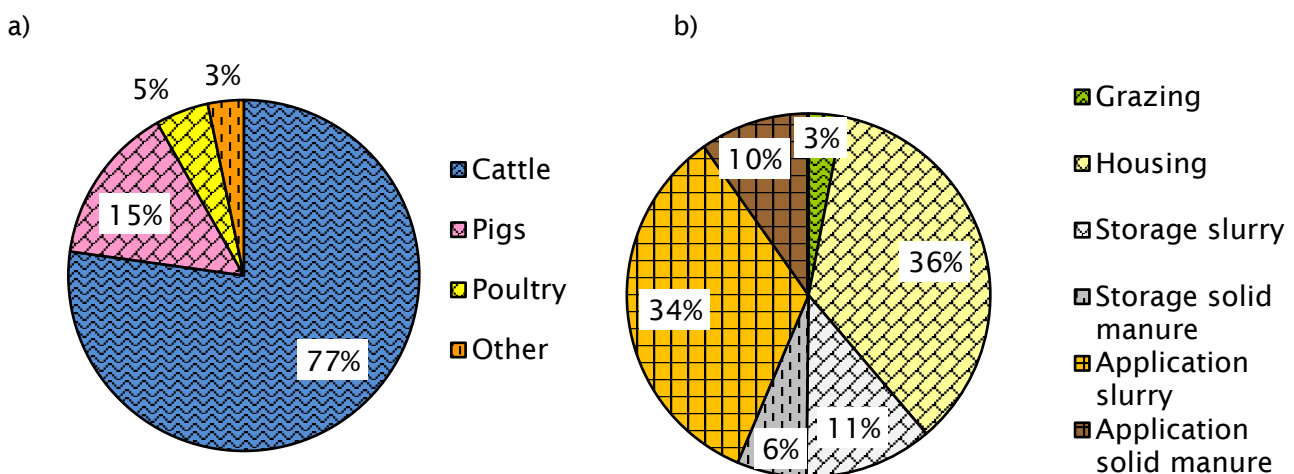 a)
5%
3%
15%
77%
Cattle
Pigs
Poultry
Other
b)
3%
10%
36%
34%
11%
6%
Grazing
Housing
Storage slurry
Storage solid
manure
Application
slurry
Application
solid manure